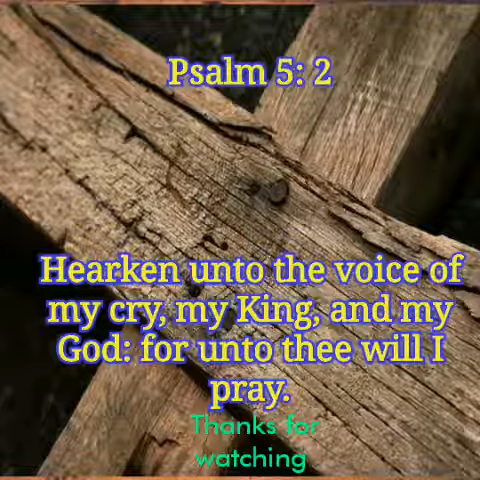 Psalm 5: 2
Hearken unto the voice of
my cry, my King, and my
God: for unto thee will I
pray.
Thanks for
watching